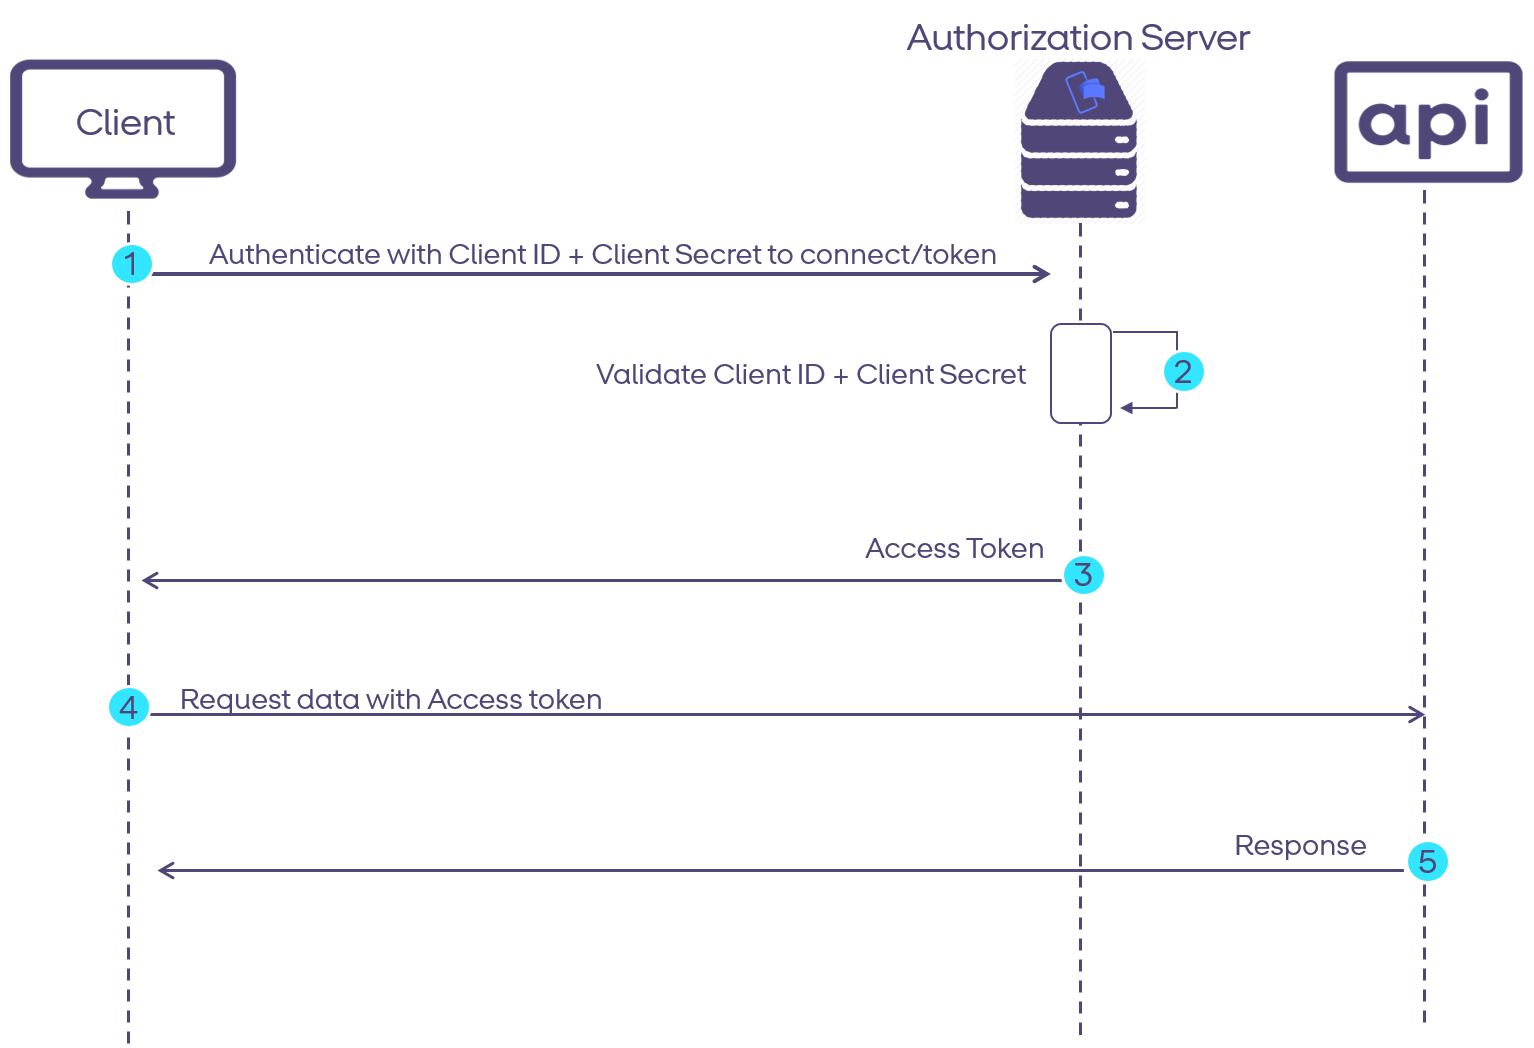 Authorization Server
Client
api
1
Authenticate with Client ID + Client Secret to connect/token
Validate Client ID + Client Secret
2
Access Token
3
4
Request data with Access token
Response
5